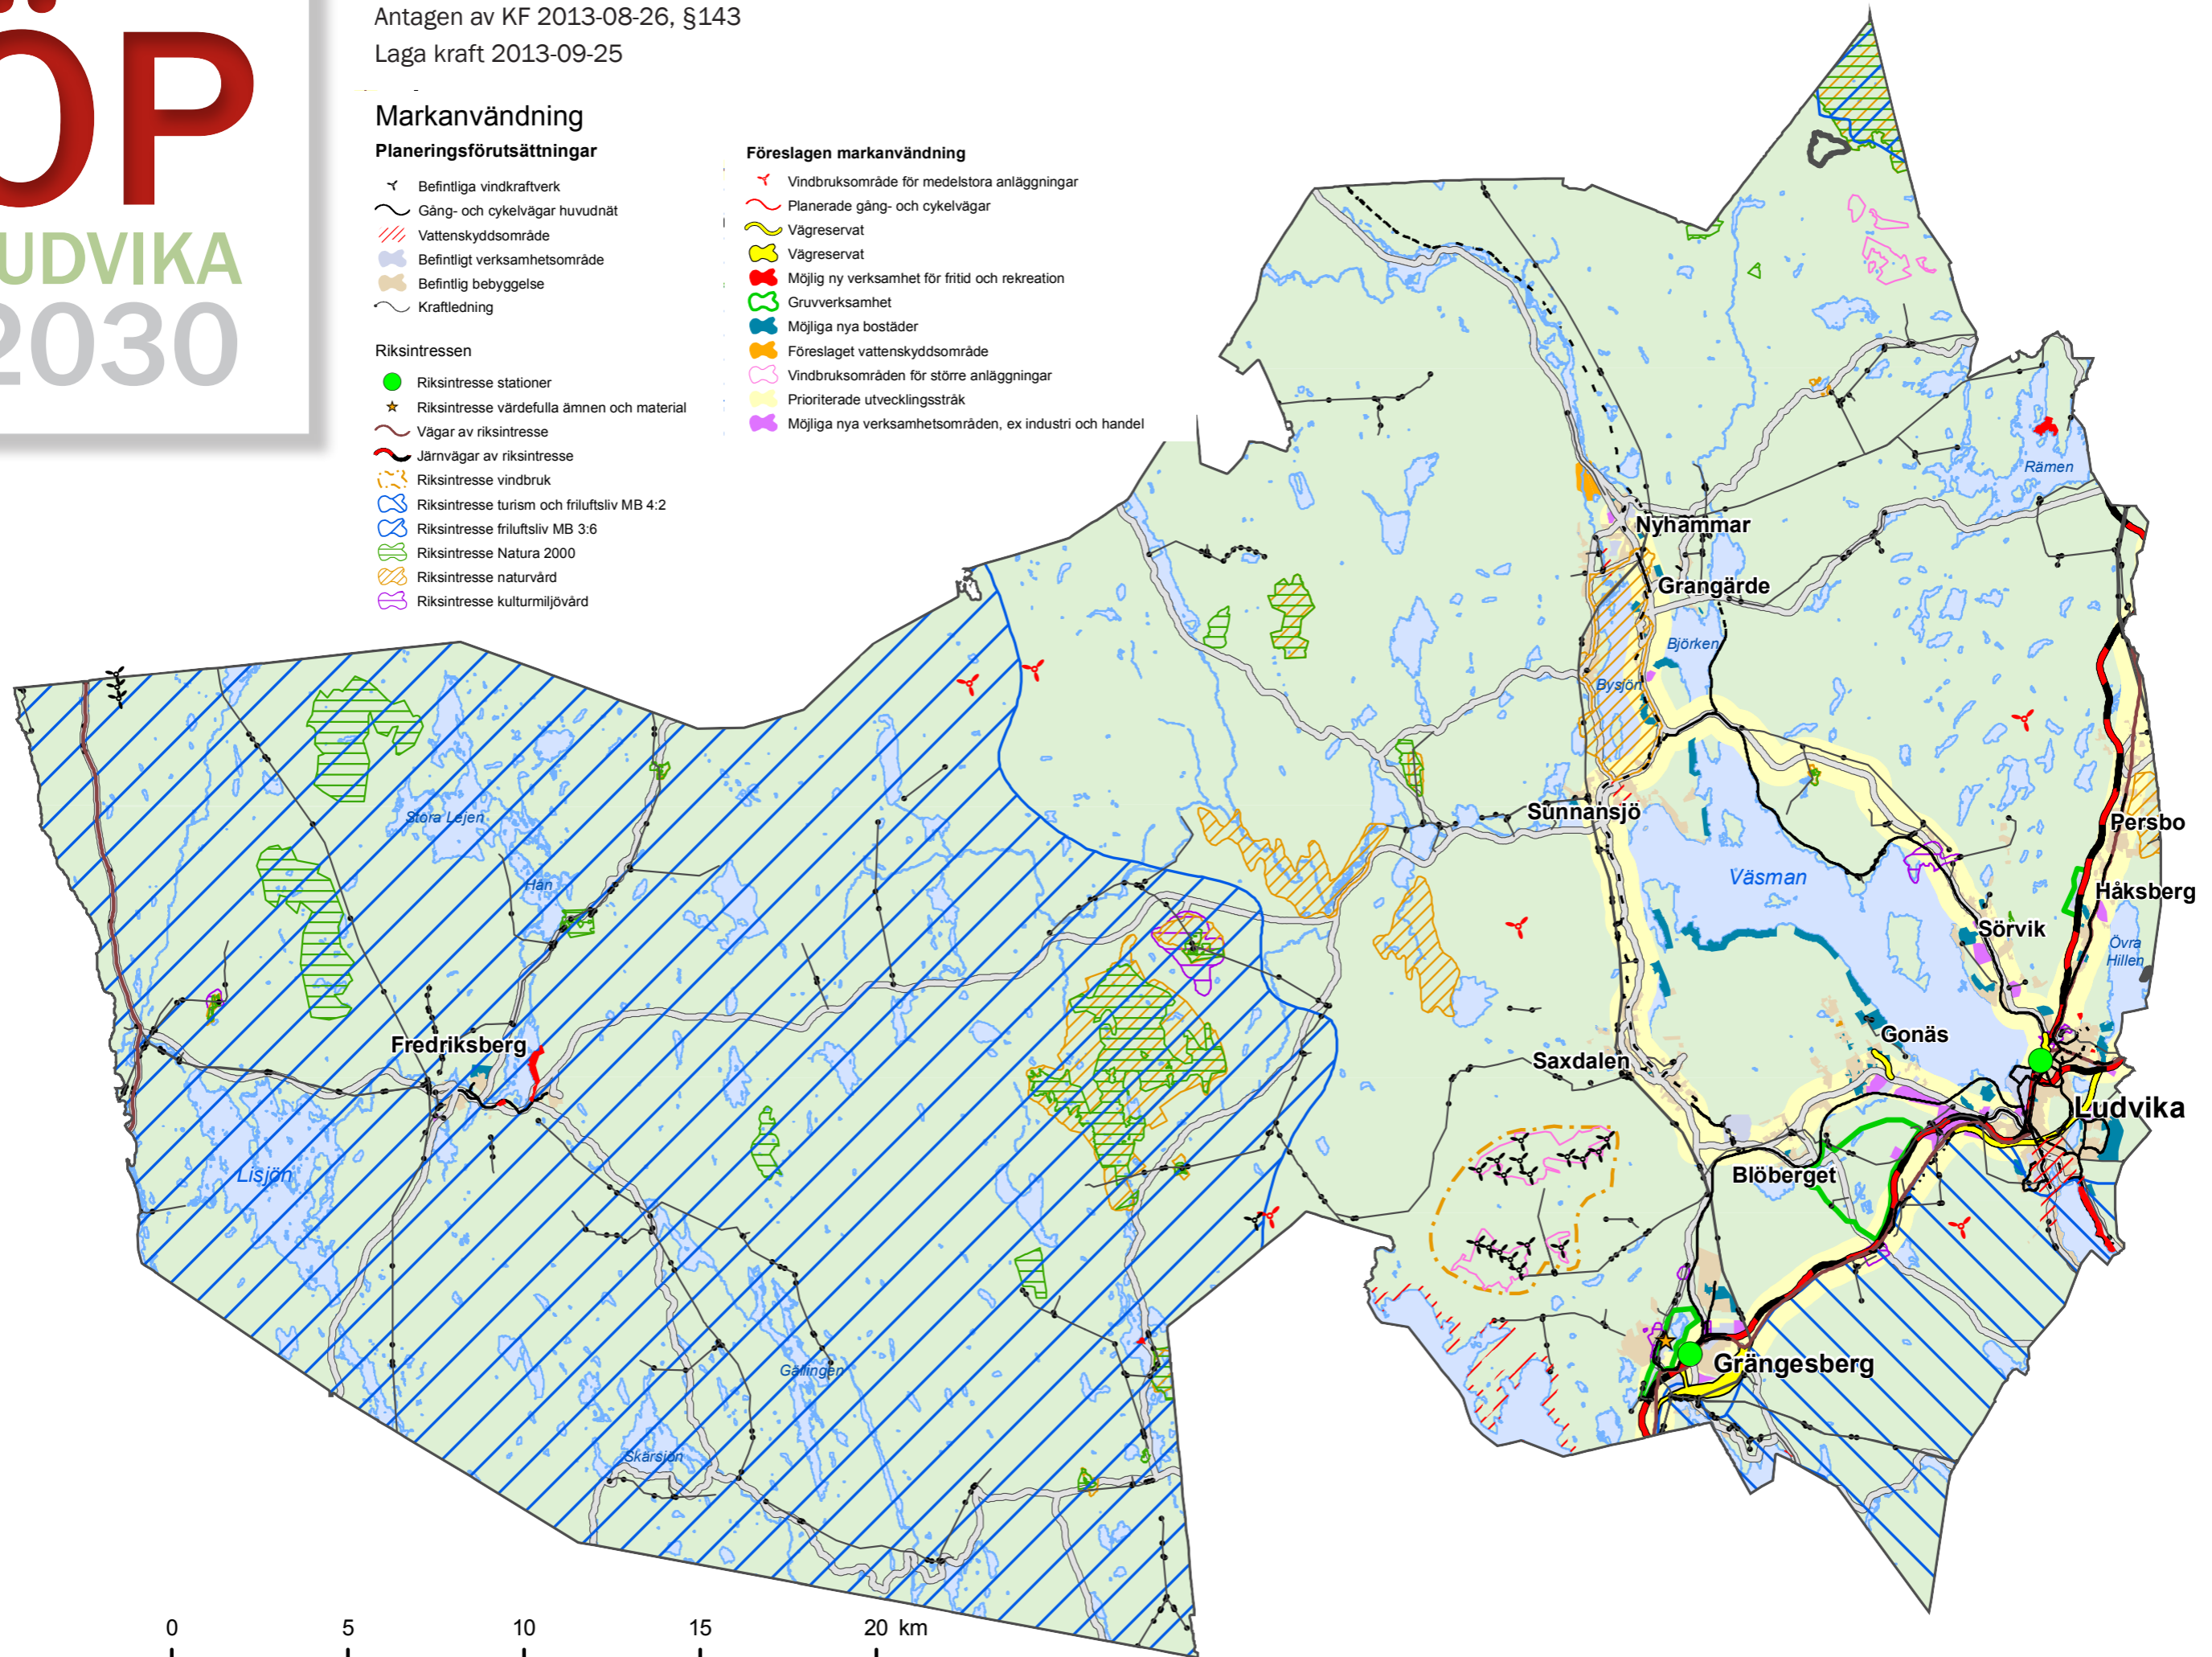 ÖP
LUDVIKA
2030
Antagen av KF 2013-08-26, §143
Laga kraft 2013-09-25
Markanvändning
Planeringsförutsättningar
Befintliga vindkraftverk
Gång- och cykelvägar huvudnät
Vattenskyddsområde
Befintligt verksamhetsområde
Befintlig bebyggelse
Kraftledning
Riksintressen
Riksintresse stationer
Riksintresse värdefulla ämnen och material
Vägar av riksintresse
Järnvägar av riksintresse
Riksintresse vindbruk
Riksintresse turism och friluftsliv MB 4:2
Riksintresse friluftsliv MB 3:6
Riksintresse Natura 2000
Riksintresse naturvård
Riksintresse kulturmiljövård
Föreslagen markanvändning
Vindbruksområde för medelstora anläggningar
Planerade gång- och cykelvägar
Vägreservat
Vägreservat
Möjlig ny verksamhet för fritid och rekreation
Gruvverksamhet
Möjliga nya bostäder
Föreslaget vattenskyddsområde
Vindbruksområden för större anläggningar
Prioriterade utvecklingsstråk
Möjliga nya verksamhetsområden, ex industri och handel
Rämen
Nyhammar
Grangärde
Björken
Bysjön
Sunnansjö
Stora Lejen
Persbo
Väsman
Hån
Håksberg
Sörvik
Övra
Hillen
Gonäs
Fredriksberg
Saxdalen
Ludvika
Blöberget
Lisjön
Grängesberg
Gällingen
Skärsjön
0 5 10 15 20 km